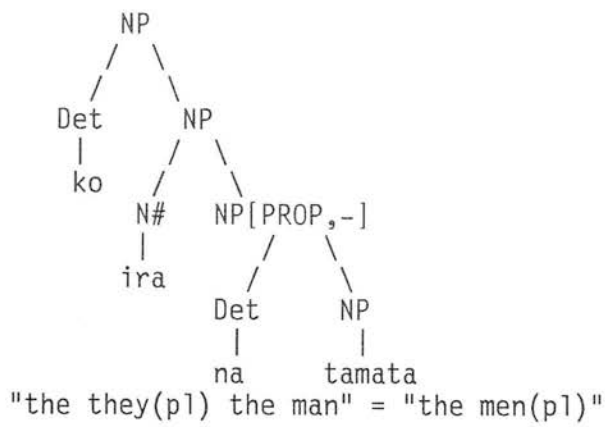 NP
Det NP
ko
N# NP[PROP,-]
ira
Det NP
na tamata
"the they(pl) the man" = "the men(pl)"